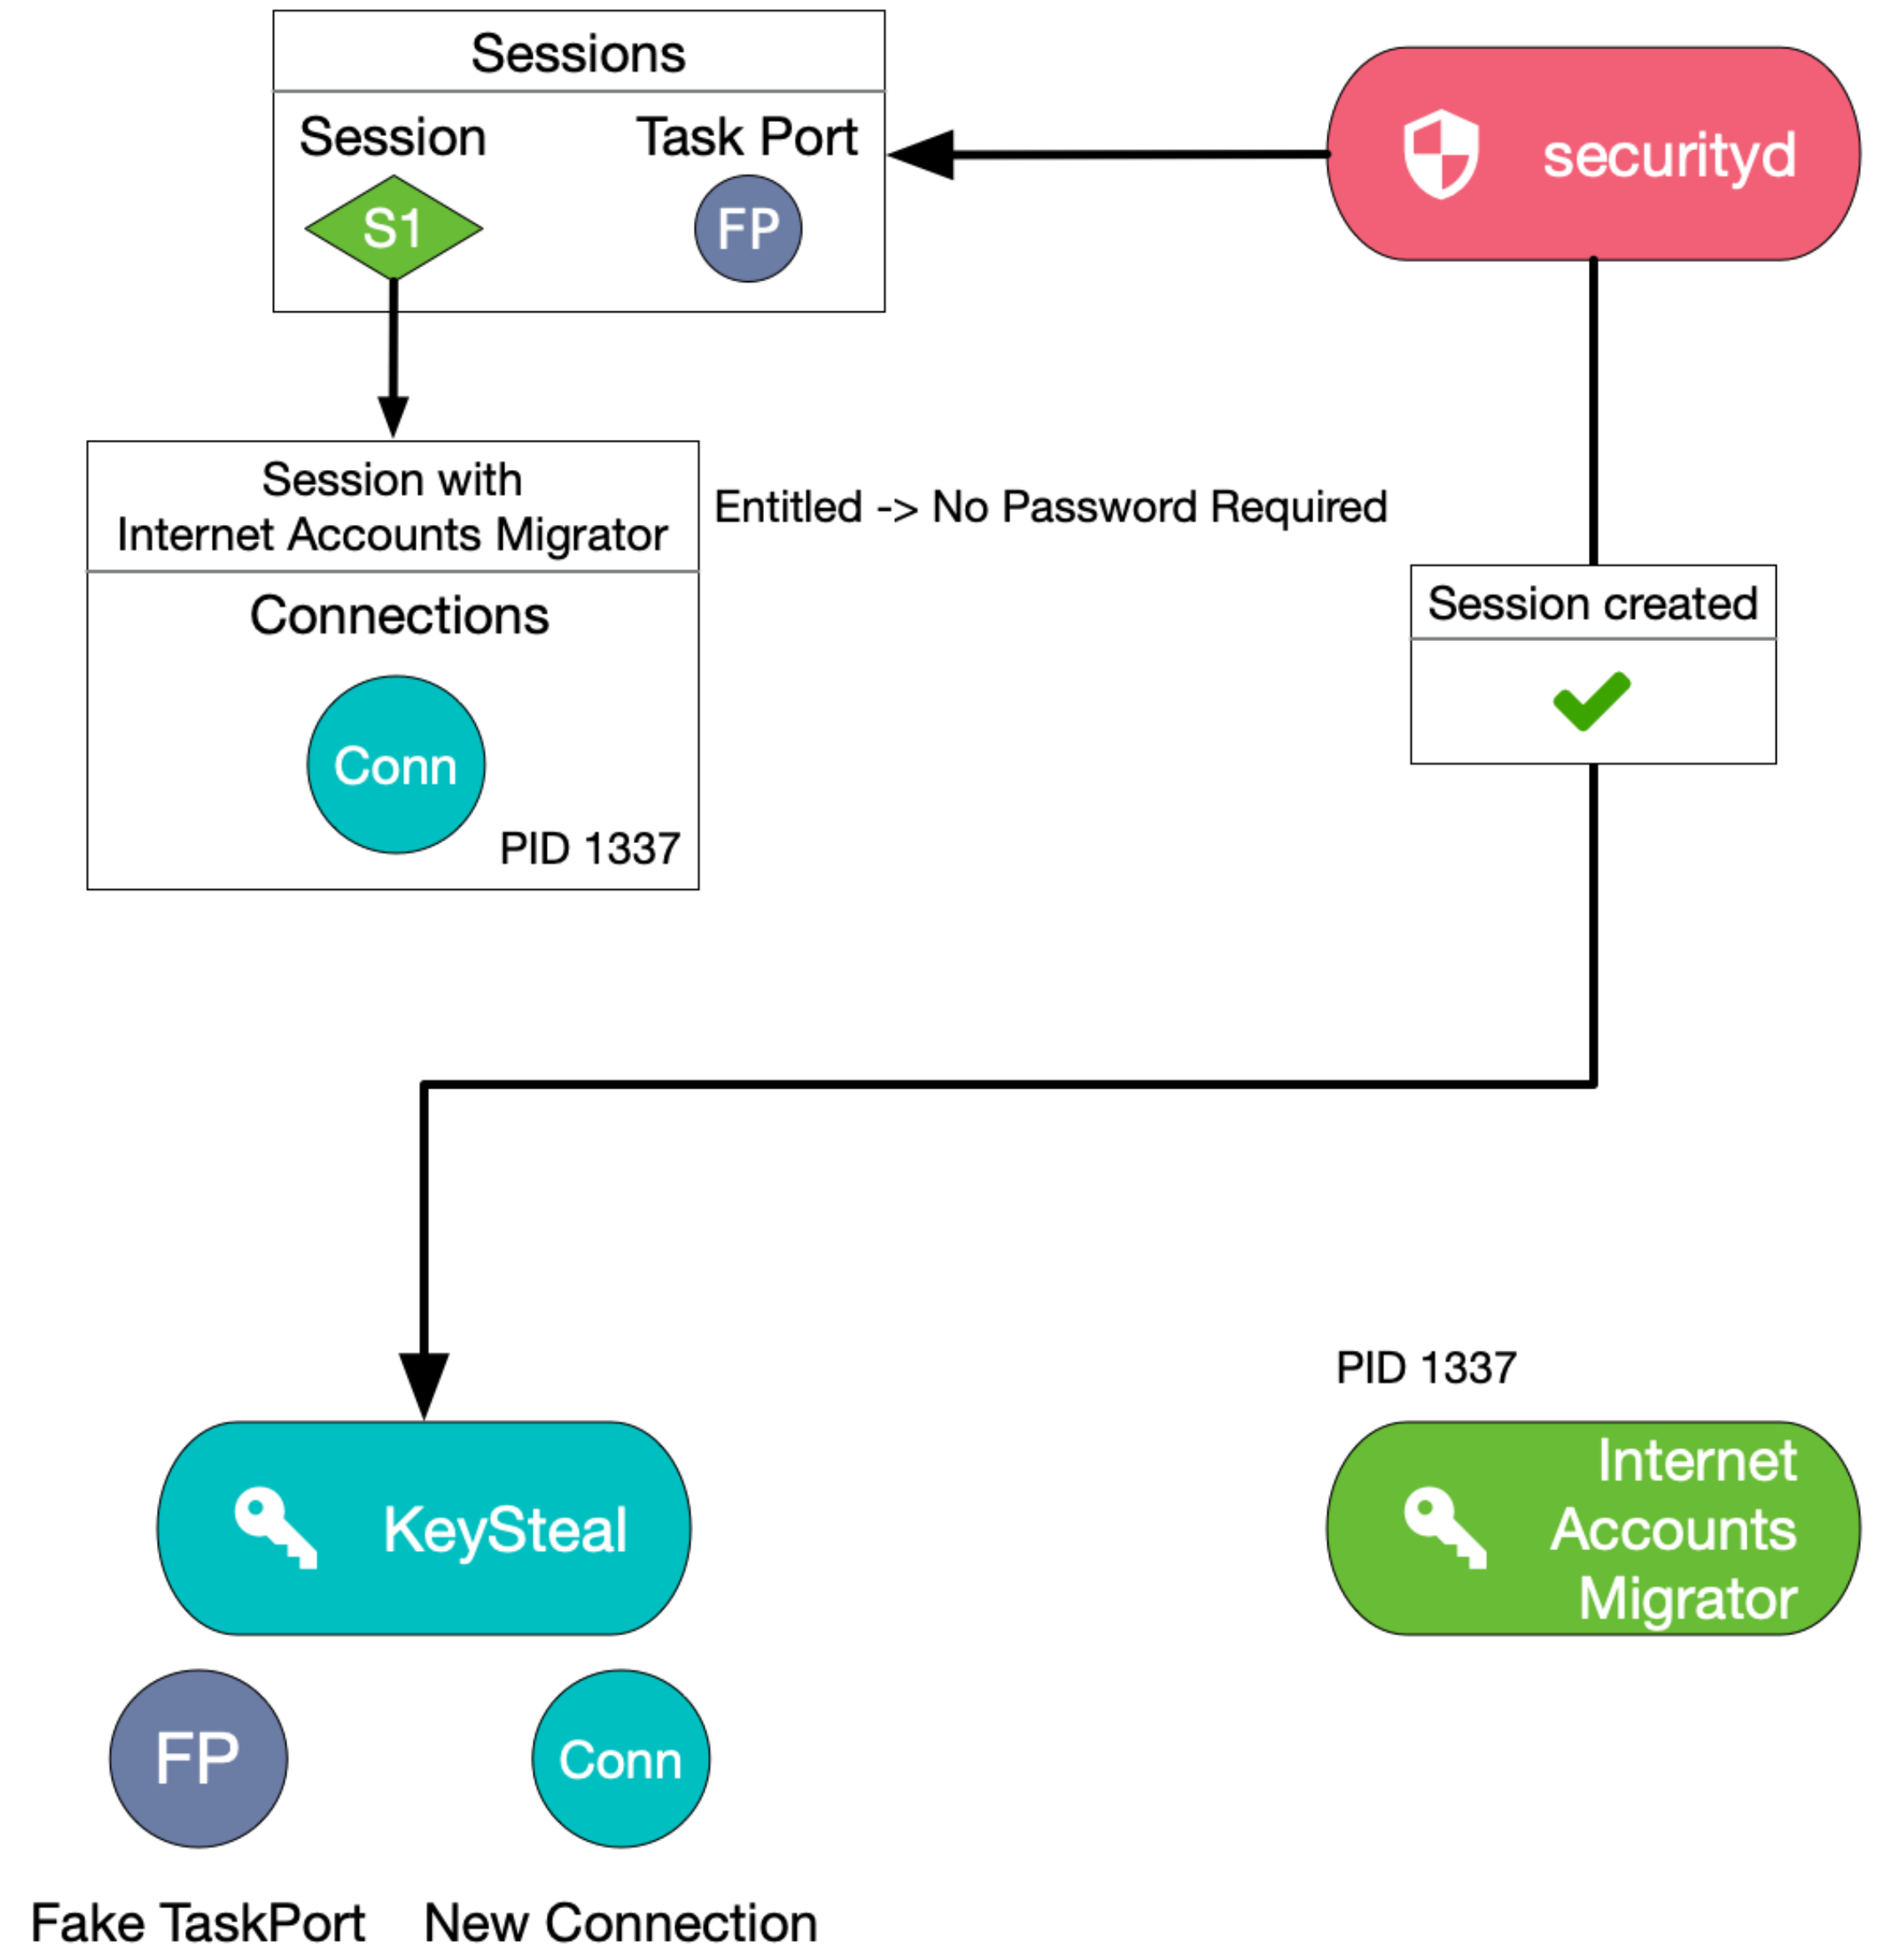 Sessions
Session
Task Port
S1
FP
securityd
Session with
Internet Accounts Migrator
Entitled -> No Password Required
Connections
Conn
PID 1337
Session created
PID 1337
KeySteal
Internet
Accounts
Migrator
FP
Conn
Fake TaskPort
New Connection